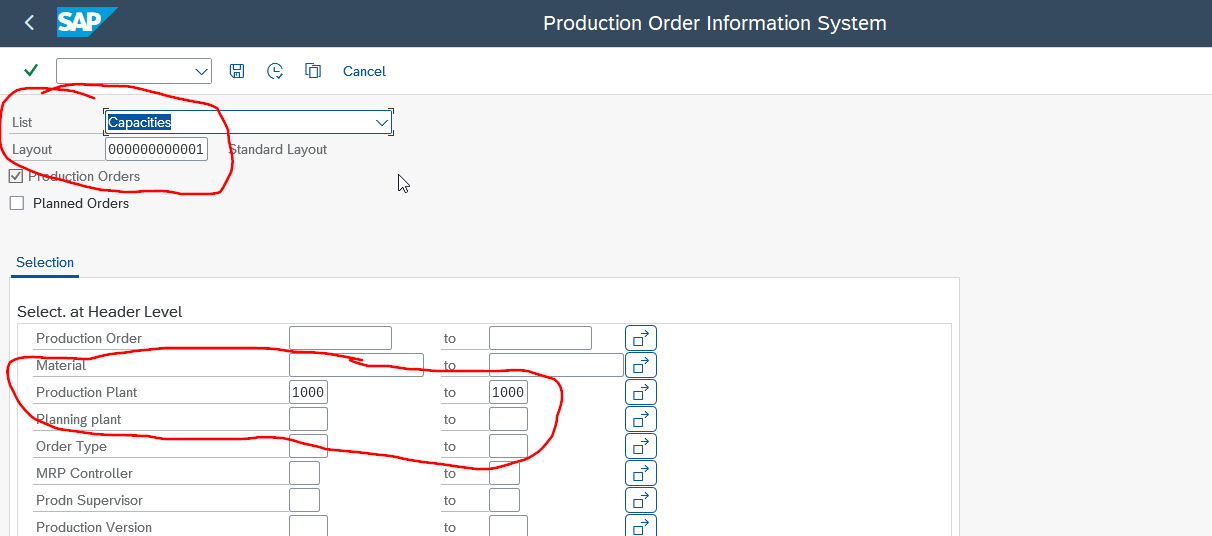 SAP Production Order Information System
Cancel
List Capacities
Layout 000000000001 Standard Layout
Production Orders
Planned Orders
Selection
Select. at Header Level
Production Order to
Material to
Production Plant 1000 to 1000
Planning plant to
Order Type to
MRP Controller to
Prodn Supervisor to
Production Version to